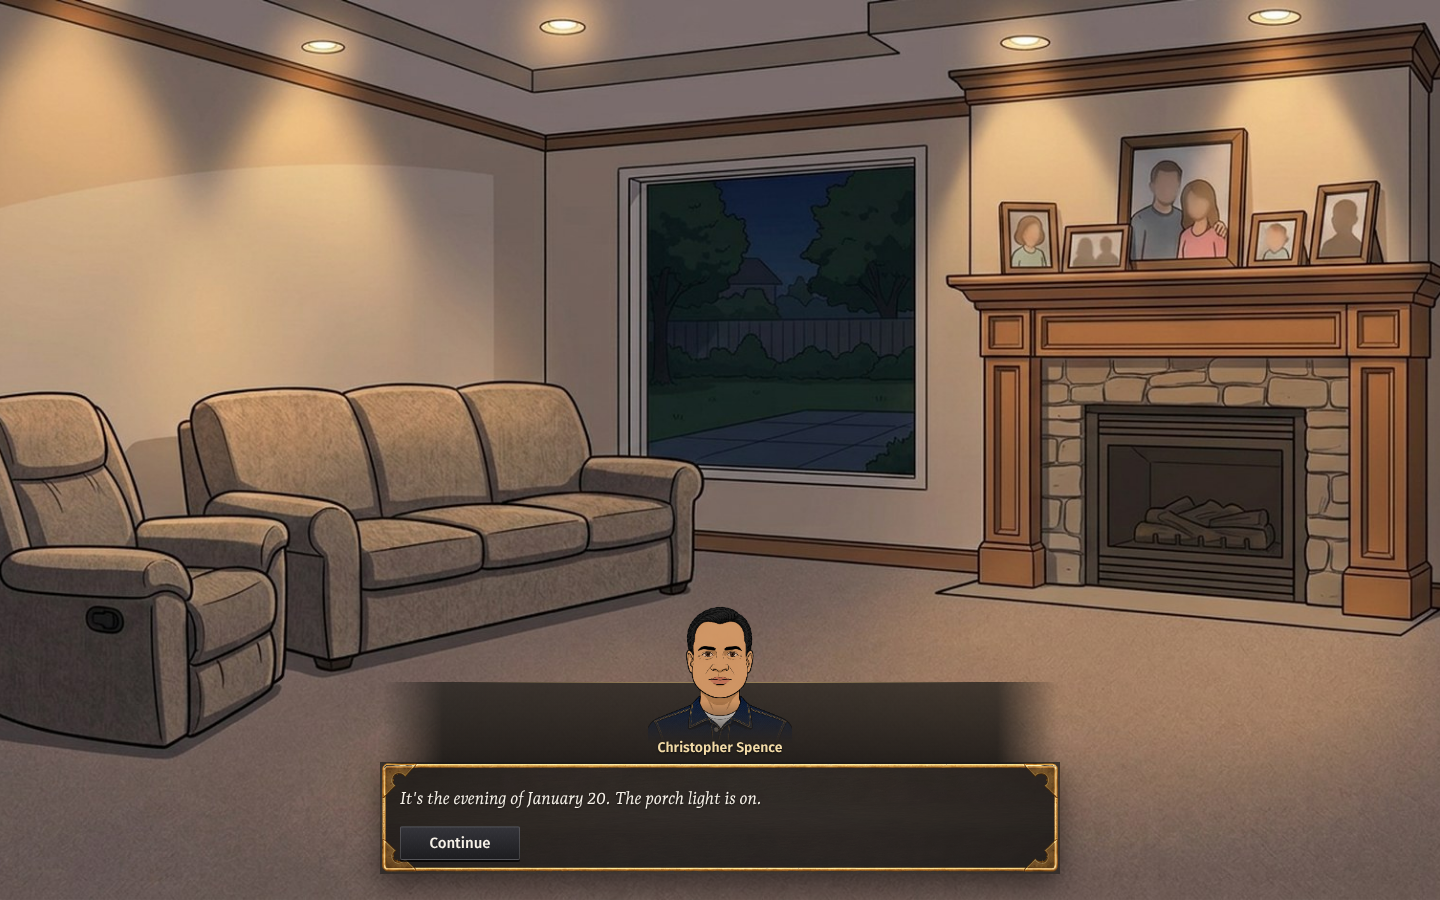 Christopher Spence
It's the evening of January 20. The porch light is on.
Continue